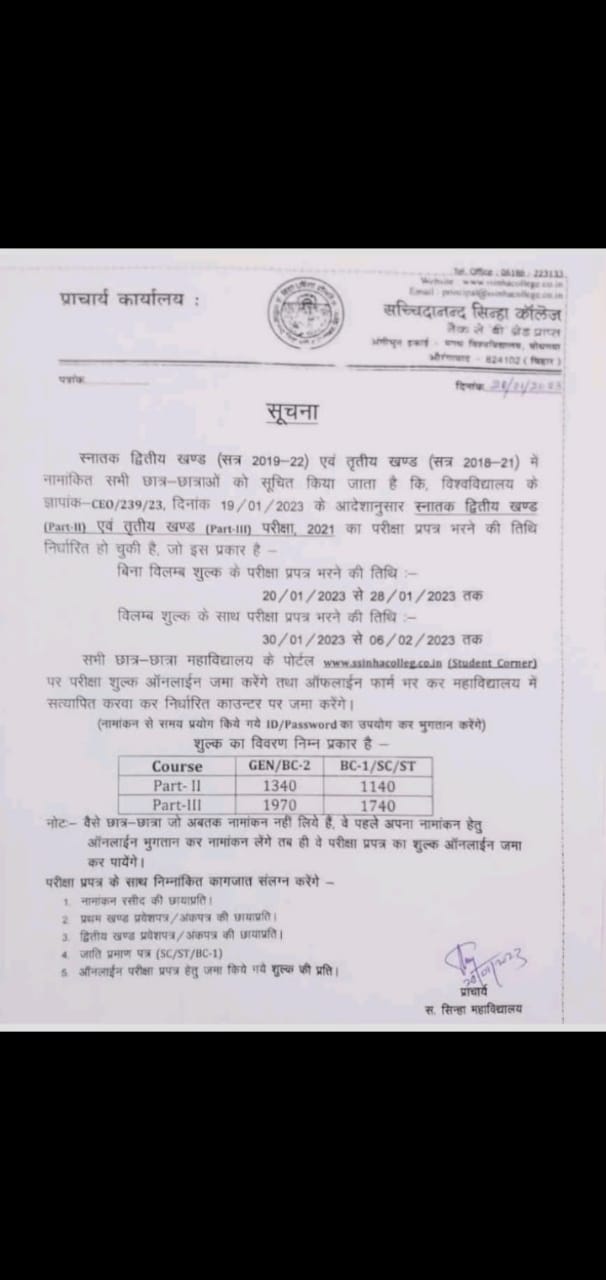 Tel. Office : 06186 - 223133
Website : www.ssinhacollege.co.in
Email : principal@ssinhacollege.co.in
प्राचार्य कार्यालय :
सच्चिदानन्द सिन्हा कॉलेज
नैक से बी ग्रेड प्राप्त
अंगीभूत इकाई - मगध विश्वविद्यालय, बोधगया
औरंगाबाद - 824102 ( बिहार )
पत्रांक
दिनांक 20/01/2023
सूचना
स्नातक द्वितीय खण्ड (सत्र 2019–22) एवं तृतीय खण्ड (सत्र 2018–21) में
नामांकित सभी छात्र–छात्राओं को सूचित किया जाता है कि, विश्वविद्यालय के
ज्ञापांक–CEO/239/23, दिनांक 19/01/2023 के आदेशानुसार स्नातक द्वितीय खण्ड
(Part-II) एवं तृतीय खण्ड (Part-III) परीक्षा, 2021 का परीक्षा प्रपत्र भरने की तिथि
निर्धारित हो चुकी है, जो इस प्रकार है –
बिना विलम्ब शुल्क के परीक्षा प्रपत्र भरने की तिथि :–
20/01/2023 से 28/01/2023 तक
विलम्ब शुल्क के साथ परीक्षा प्रपत्र भरने की तिथि :–
30/01/2023 से 06/02/2023 तक
सभी छात्र–छात्रा महाविद्यालय के पोर्टल www.ssinhacolleg.co.in (Student Corner)
पर परीक्षा शुल्क ऑनलाईन जमा करेंगे तथा ऑफलाईन फार्म भर कर महाविद्यालय में
सत्यापित करवा कर निर्धारित काउन्टर पर जमा करेंगे।
(नामांकन से समय प्रयोग किये गये ID/Password का उपयोग कर भुगतान करेंगे)
शुल्क का विवरण निम्न प्रकार है –
Course GEN/BC-2 BC-1/SC/ST
Part- II 1340 1140
Part-III 1970 1740
नोटः– वैसे छात्र–छात्रा जो अबतक नामांकन नहीं लिये हैं, वे पहले अपना नामांकन हेतु
ऑनलाईन भुगतान कर नामांकन लेंगे तब ही वे परीक्षा प्रपत्र का शुल्क ऑनलाईन जमा
कर पायेंगे।
परीक्षा प्रपत्र के साथ निम्नांकित कागजात संलग्न करेंगे –
1. नामांकन रसीद की छायाप्रति।
2. प्रथम खण्ड प्रवेशपत्र/अंकपत्र की छायाप्रति।
3. द्वितीय खण्ड प्रवेशपत्र/अंकपत्र की छायाप्रति।
4. जाति प्रमाण पत्र (SC/ST/BC-1)
5. ऑनलाईन परीक्षा प्रपत्र हेतु जमा किये गये शुल्क की प्रति।
20/01/2023
प्राचार्य
स. सिन्हा महाविद्यालय